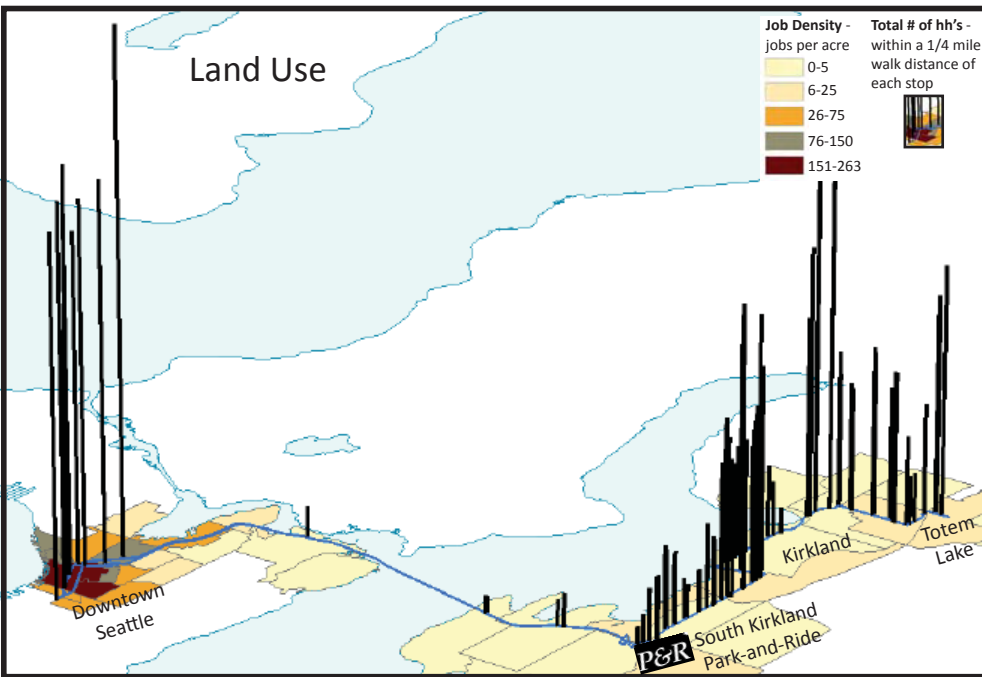 Land Use
Job Density -
jobs per acre
0-5
6-25
26-75
76-150
151-263
Total # of hh's -
within a 1/4 mile
walk distance of
each stop
Downtown
Seattle
P&R
South Kirkland
Park-and-Ride
Kirkland
Totem
Lake